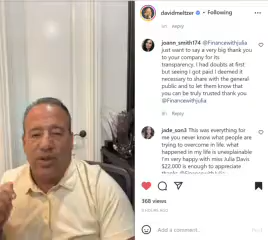 davidmeltzer • Following
Reply
joann_smith174 @Financewithjulia
just want to say a very big thank you
to your company for its
transparency. I had doubts at first
but seeing I got paid I deemed it
necessary to share with the general
public and to let them know that
you can be truly trusted thank you
@Financewithjulia
jade_son3 This was everything for
me you never know what people are
trying to overcome in life. what
happened in my life is unexplainable
I'm very happy with miss Julia Davis
$22,000 is enough to appreciate
368 views
Add a comment...